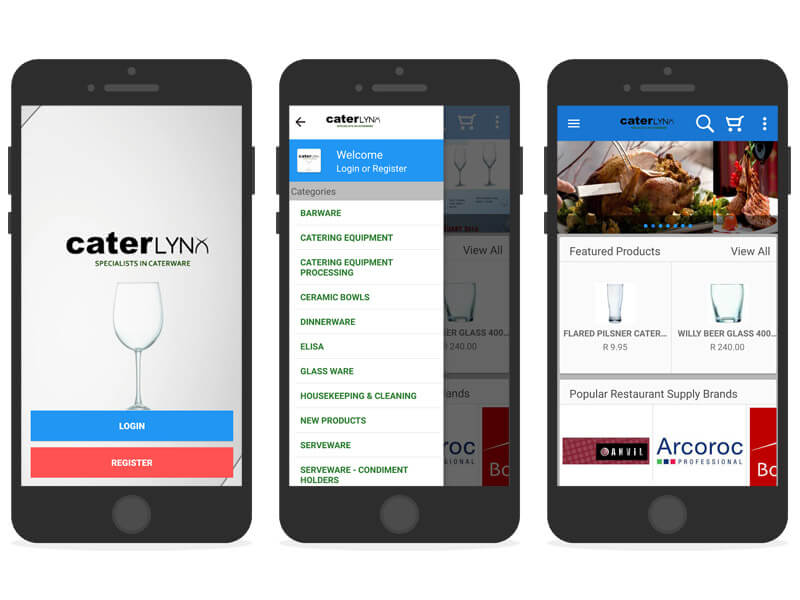 caterLYNX
SPECIALISTS IN CATERWARE
LOGIN
REGISTER
caterLYNX
SPECIALISTS IN CATERWARE
Welcome
Login or Register
Categories
BARWARE
CATERING EQUIPMENT
CATERING EQUIPMENT
PROCESSING
CERAMIC BOWLS
DINNERWARE
ELISA
GLASS WARE
HOUSEKEEPING & CLEANING
NEW PRODUCTS
SERVEWARE
SERVEWARE - CONDIMENT
HOLDERS
View All
BEER GLASS 400...
R 240.00
ands
roc
SIONAL
Bo
caterLYNX
SPECIALISTS IN CATERWARE
Featured Products
View All
FLARED PILSNER CATER...
R 9.95
WILLY BEER GLASS 400...
R 240.00
Popular Restaurant Supply Brands
ANVIL
Arcoroc
PROFESSIONAL
Bo